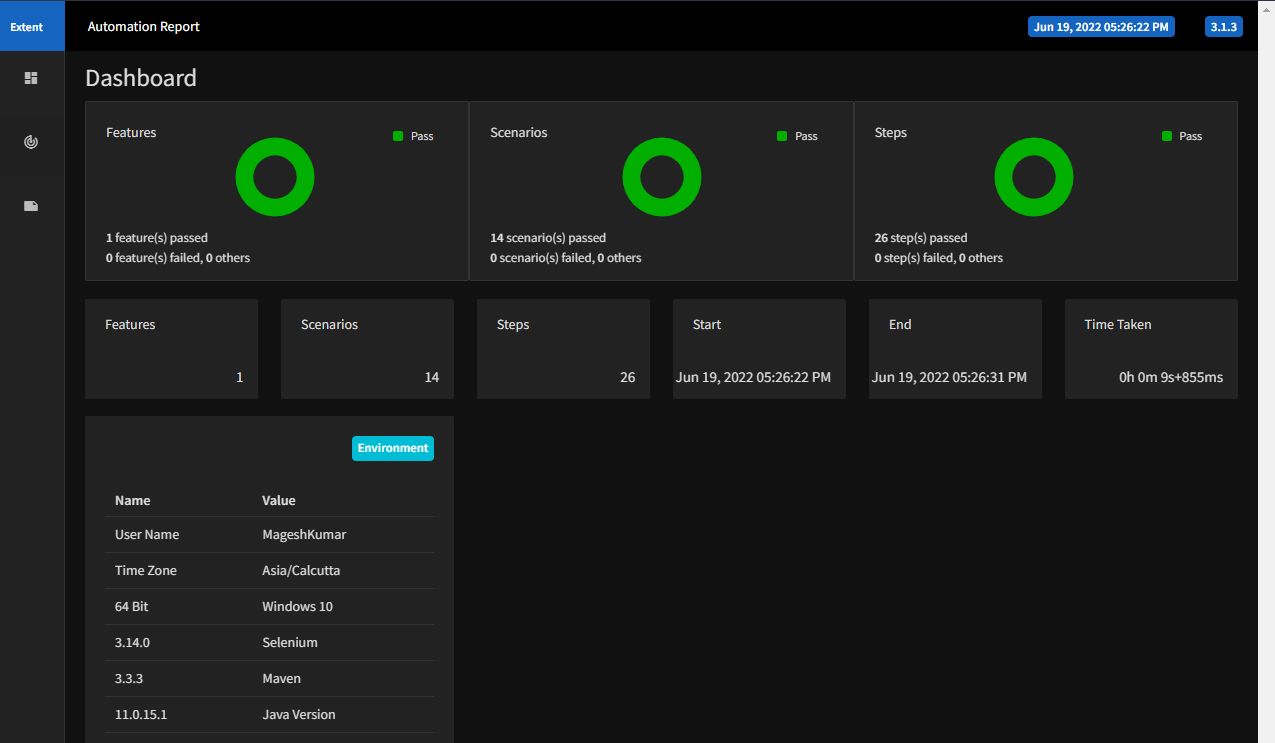 Extent Automation Report Jun 19, 2022 05:26:22 PM 3.1.3
Dashboard
Features
Pass
1 feature(s) passed
0 feature(s) failed, 0 others
Scenarios
Pass
14 scenario(s) passed
0 scenario(s) failed, 0 others
Steps
Pass
26 step(s) passed
0 step(s) failed, 0 others
Features
1
Scenarios
14
Steps
26
Start
Jun 19, 2022 05:26:22 PM
End
Jun 19, 2022 05:26:31 PM
Time Taken
0h 0m 9s+855ms
Environment
Name Value
User Name MageshKumar
Time Zone Asia/Calcutta
64 Bit Windows 10
3.14.0 Selenium
3.3.3 Maven
11.0.15.1 Java Version